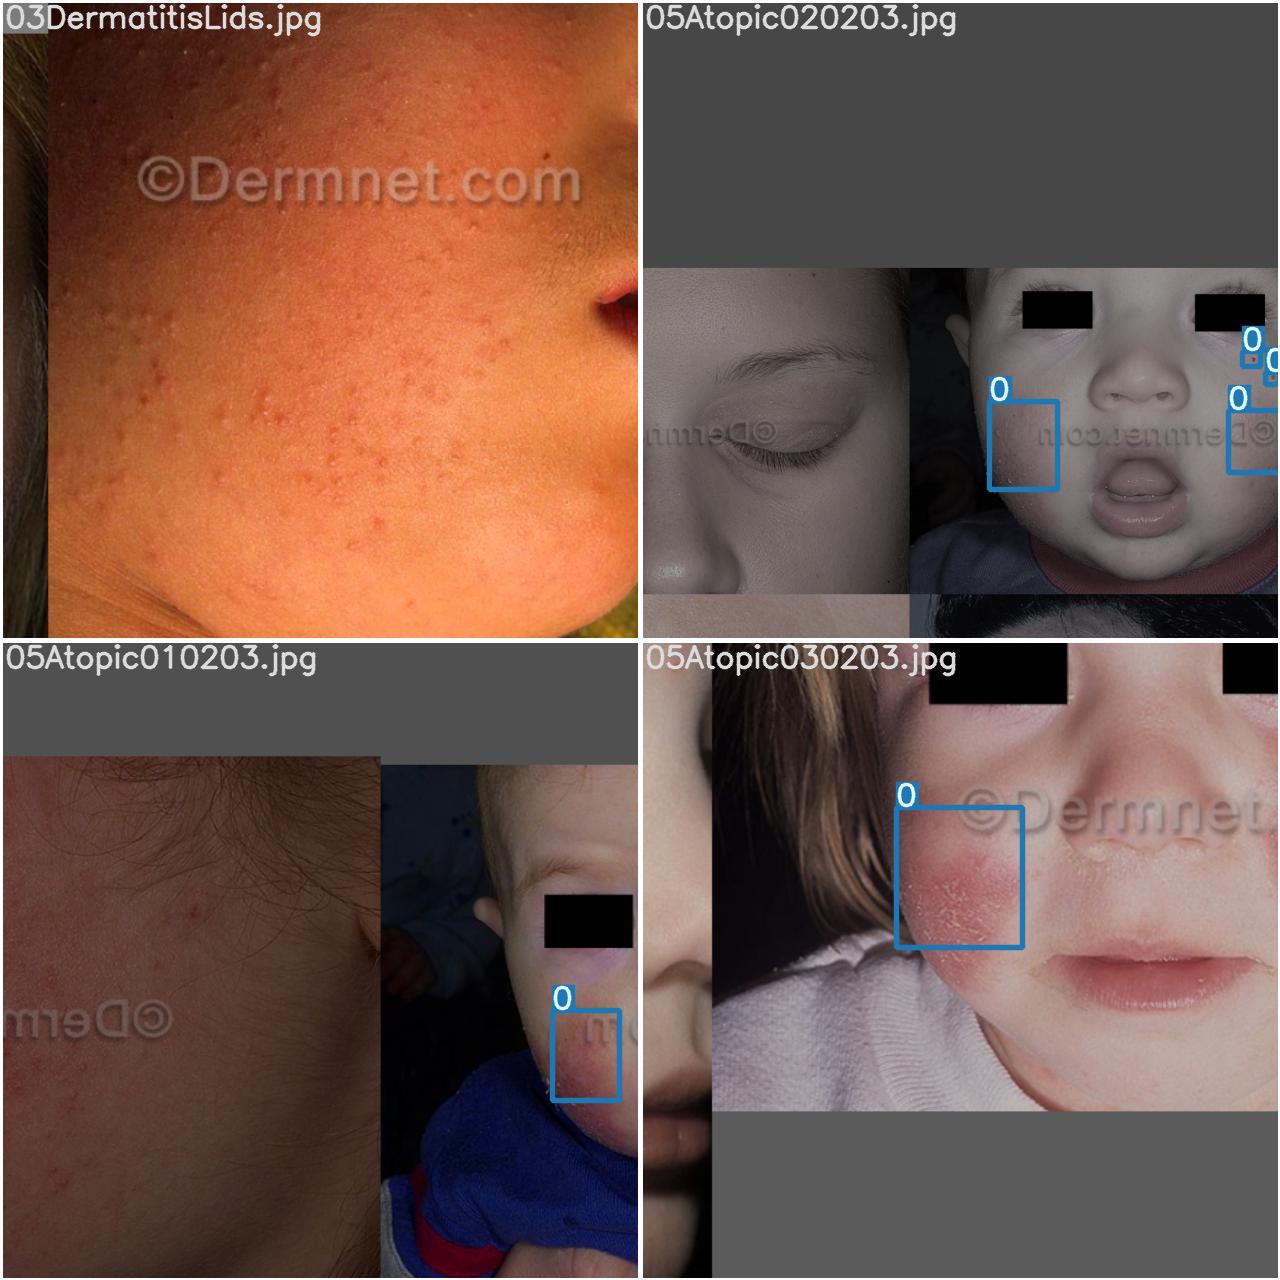 03DermatitisLids.jpg
©Dermnet.com
05Atopic020203.jpg
0
0
0
0
©Dermnet.com
05Atopic010203.jpg
0
©Derm
05Atopic030203.jpg
0
©Dermnet